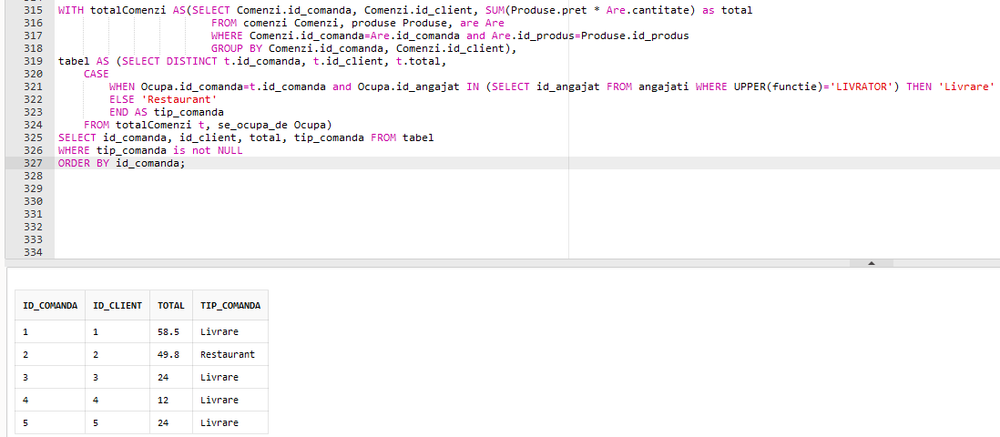 315 WITH totalComenzi AS(SELECT Comenzi.id_comanda, Comenzi.id_client, SUM(Produse.pret * Are.cantitate) as total
316 FROM comenzi Comenzi, produse Produse, are Are
317 WHERE Comenzi.id_comanda=Are.id_comanda and Are.id_produs=Produse.id_produs
318 GROUP BY Comenzi.id_comanda, Comenzi.id_client),
319 tabel AS (SELECT DISTINCT t.id_comanda, t.id_client, t.total,
320 CASE
321 WHEN Ocupa.id_comanda=t.id_comanda and Ocupa.id_angajat IN (SELECT id_angajat FROM angajati WHERE UPPER(functie)='LIVRATOR') THEN 'Livrare'
322 ELSE 'Restaurant'
323 END AS tip_comanda
324 FROM totalComenzi t, se_ocupa_de Ocupa)
325 SELECT id_comanda, id_client, total, tip_comanda FROM tabel
326 WHERE tip_comanda is not NULL
327 ORDER BY id_comanda;
328
329
330
331
332
333
334
ID_COMANDA ID_CLIENT TOTAL TIP_COMANDA
1 1 58.5 Livrare
2 2 49.8 Restaurant
3 3 24 Livrare
4 4 12 Livrare
5 5 24 Livrare